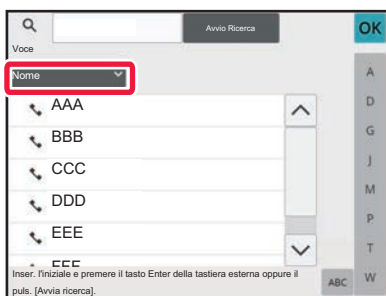 Avvio Ricerca
OK
Voce
Nome
A
AAA
D
BBB
G
CCC
J
DDD
M
EEE
P
FFF
T
Inser. l'iniziale e premere il tasto Enter della tastiera esterna oppure il
puls. [Avvia ricerca].
ABC
W